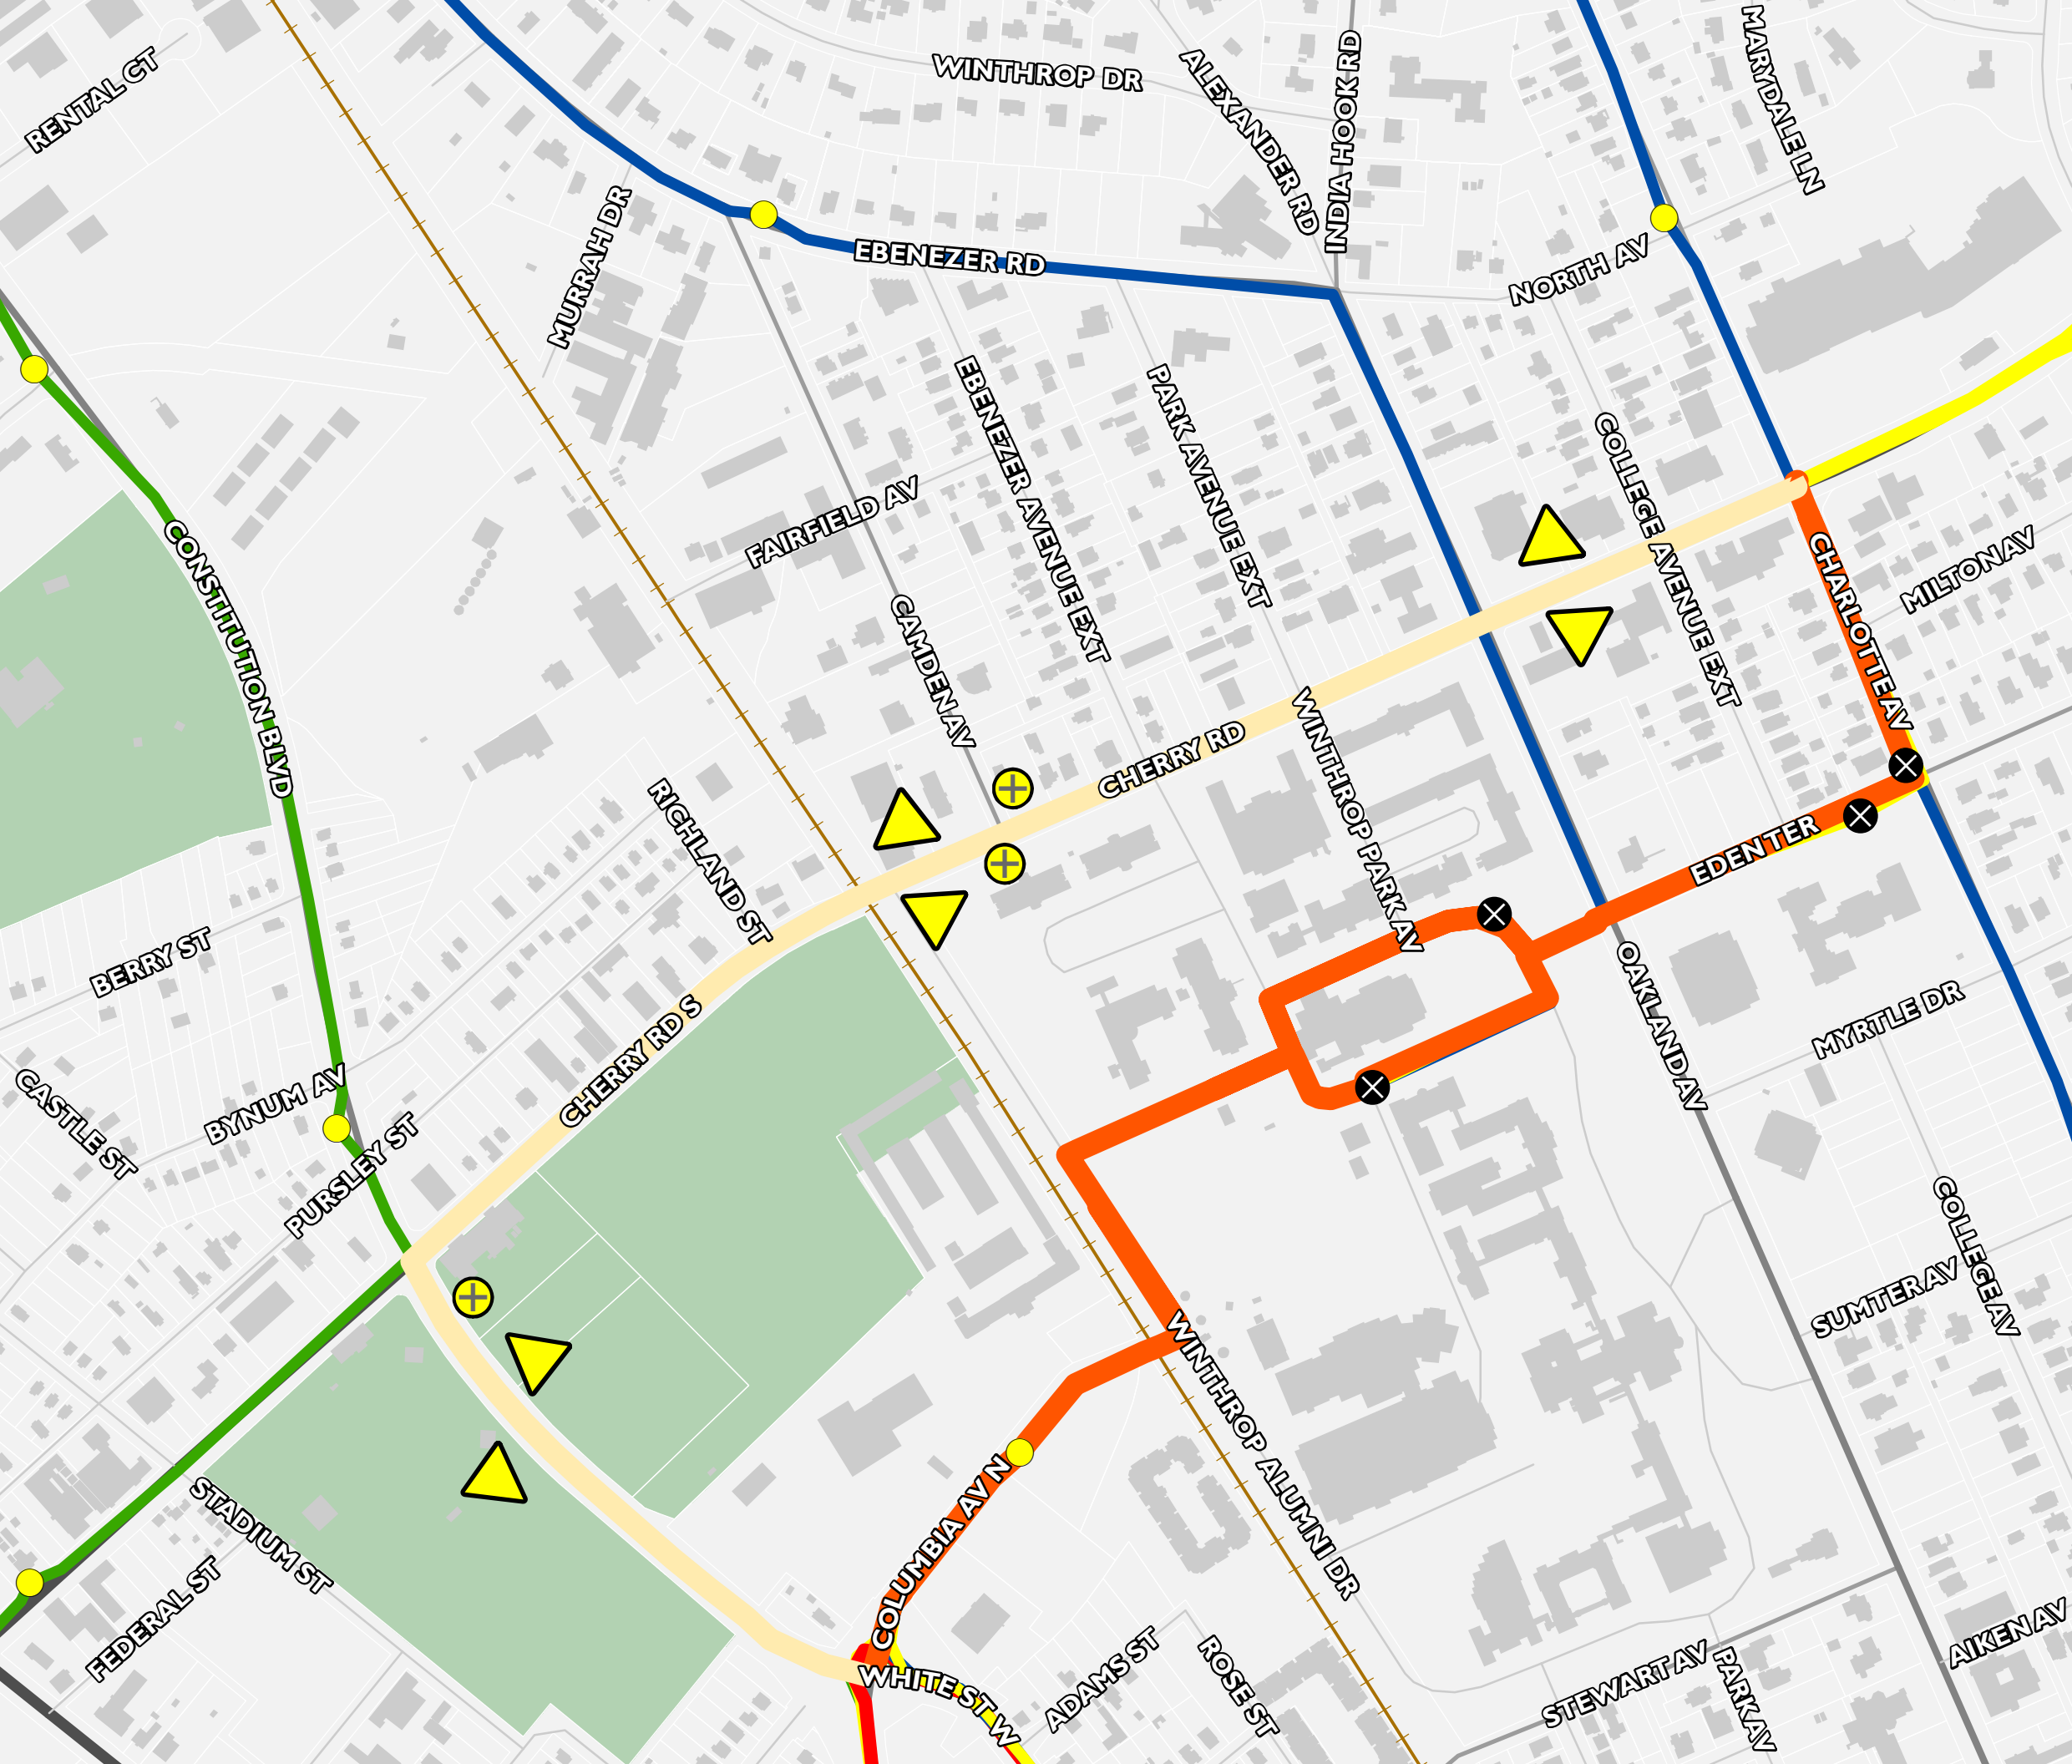 RENTAL CT
WINTHROP DR
ALEXANDER RD
INDIA HOOK RD
MARYDALE LN
MURRAH DR
EBENEZER RD
NORTH AV
EBENEZER AVENUE EXT
PARK AVENUE EXT
COLLEGE AVENUE EXT
FAIRFIELD AV
CONSTITUTION BLVD
CAMDEN AV
CHARLOTTE AV
MILTON AV
CHERRY RD
WINTHROP PARK AV
RICHLAND ST
EDEN TER
BERRY ST
OAKLAND AV
CHERRY RD S
MYRTLE DR
CASTLE ST
BYNUM AV
PURSLEY ST
COLLEGE AV
SUMTER AV
WINTHROP ALUMNI DR
STADIUM ST
COLUMBIA AV N
FEDERAL ST
WHITE ST W
ADAMS ST
ROSE ST
STEWART AV
PARK AV
AIKEN AV